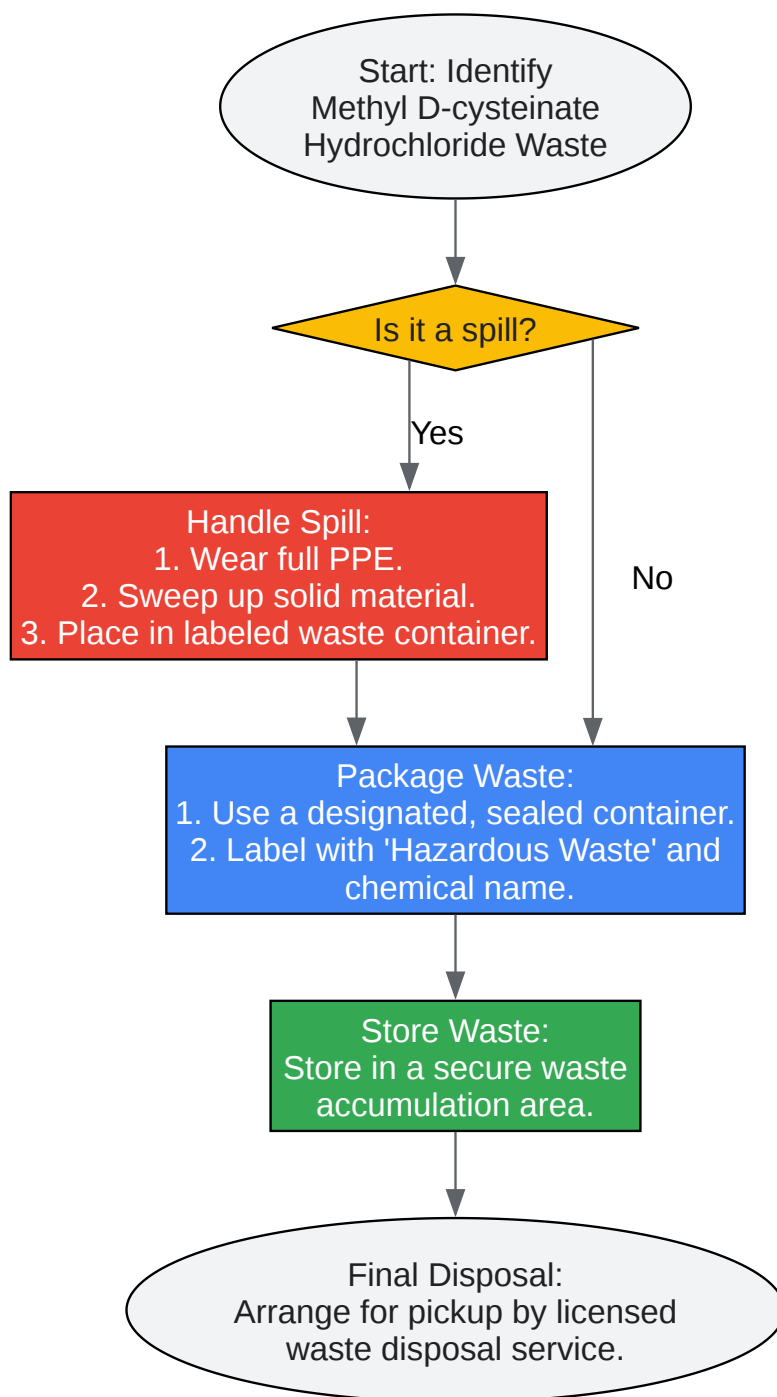 Start: Identify
Methyl D-cysteinate
Hydrochloride Waste
Is it a spill?
Yes
Handle Spill:
1. Wear full PPE.
2. Sweep up solid material.
3. Place in labeled waste container.
No
Package Waste:
1. Use a designated, sealed container.
2. Label with 'Hazardous Waste' and
chemical name.
Store Waste:
Store in a secure waste
accumulation area.
Final Disposal:
Arrange for pickup by licensed
waste disposal service.